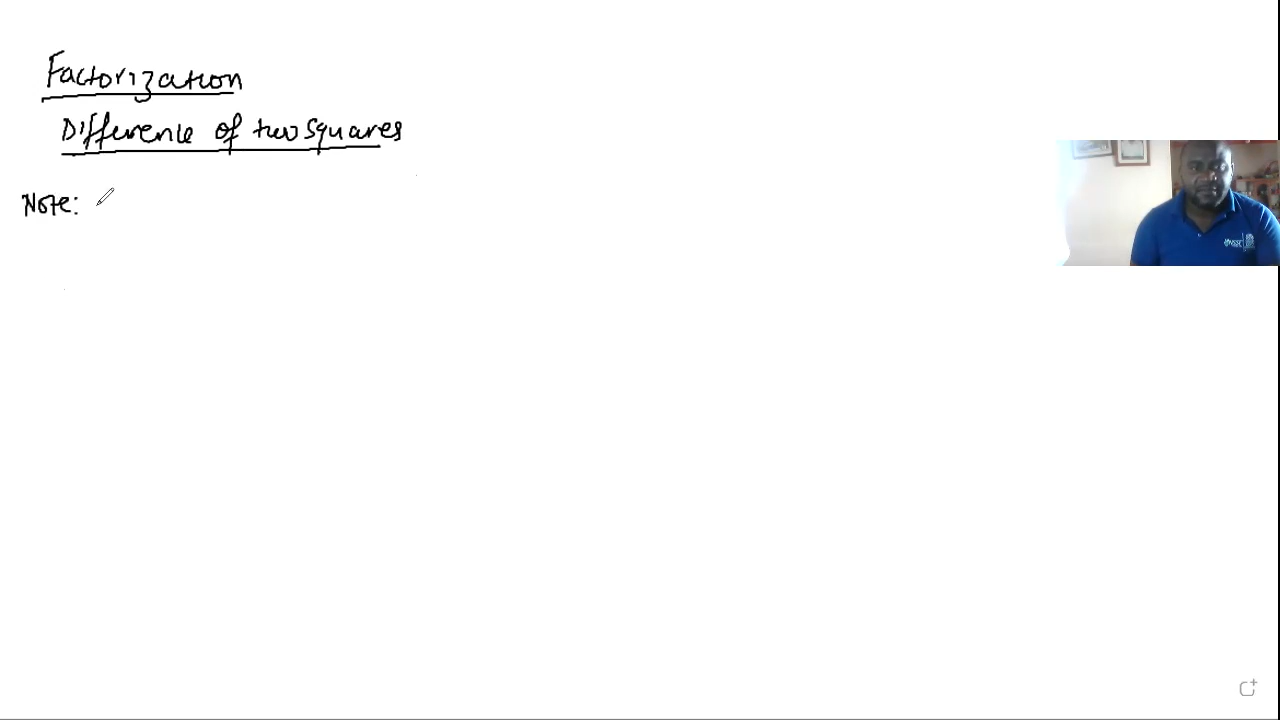 Factorization
Difference of two squares
Note: